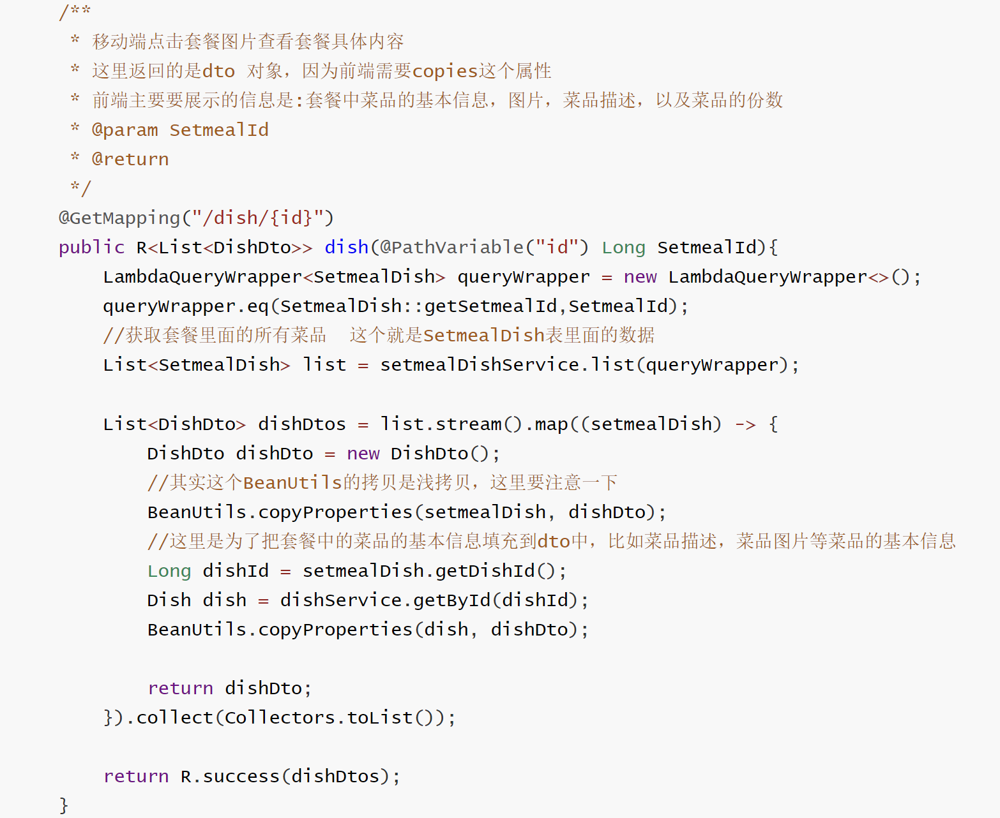 /**
 * 移动端点击套餐图片查看套餐具体内容
 * 这里返回的是dto 对象，因为前端需要copies这个属性
 * 前端主要要展示的信息是:套餐中菜品的基本信息，图片，菜品描述，以及菜品的份数
 * @param SetmealId
 * @return
 */
@GetMapping("/dish/{id}")
public R<List<DishDto>> dish(@PathVariable("id") Long SetmealId){
    LambdaQueryWrapper<SetmealDish> queryWrapper = new LambdaQueryWrapper<>();
    queryWrapper.eq(SetmealDish::getSetmealId,SetmealId);
    //获取套餐里面的所有菜品  这个就是SetmealDish表里面的数据
    List<SetmealDish> list = setmealDishService.list(queryWrapper);

    List<DishDto> dishDtos = list.stream().map((setmealDish) -> {
        DishDto dishDto = new DishDto();
        //其实这个BeanUtils的拷贝是浅拷贝，这里要注意一下
        BeanUtils.copyProperties(setmealDish, dishDto);
        //这里是为了把套餐中的菜品的基本信息填充到dto中，比如菜品描述，菜品图片等菜品的基本信息
        Long dishId = setmealDish.getDishId();
        Dish dish = dishService.getById(dishId);
        BeanUtils.copyProperties(dish, dishDto);

        return dishDto;
    }).collect(Collectors.toList());

    return R.success(dishDtos);
}